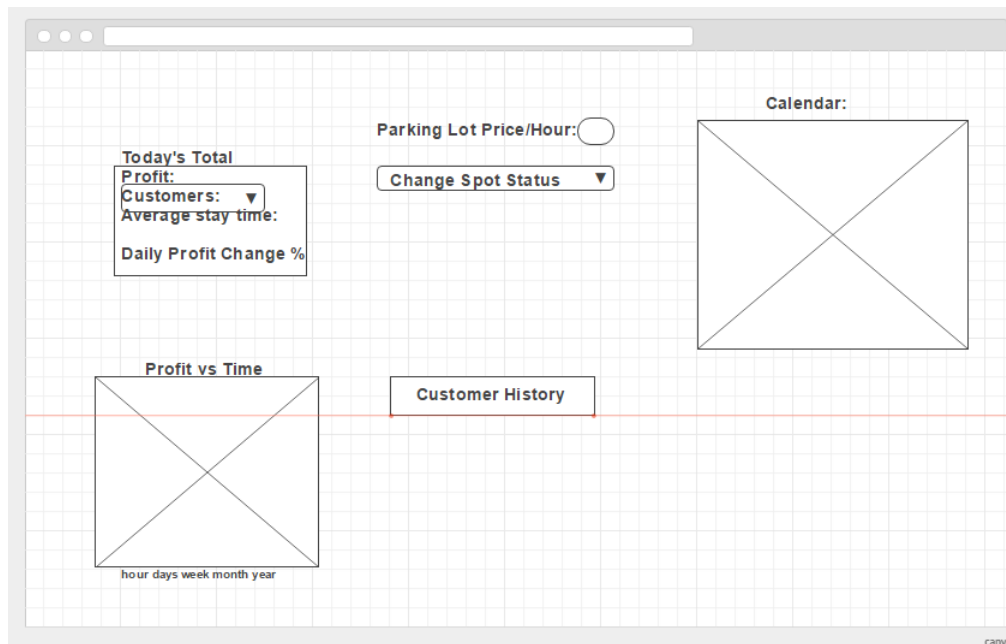 Calendar:
Parking Lot Price/Hour:
Today's Total
Profit:
Customers: ▼
Average stay time:
Daily Profit Change %
Change Spot Status ▼
Profit vs Time
Customer History
hour days week month year